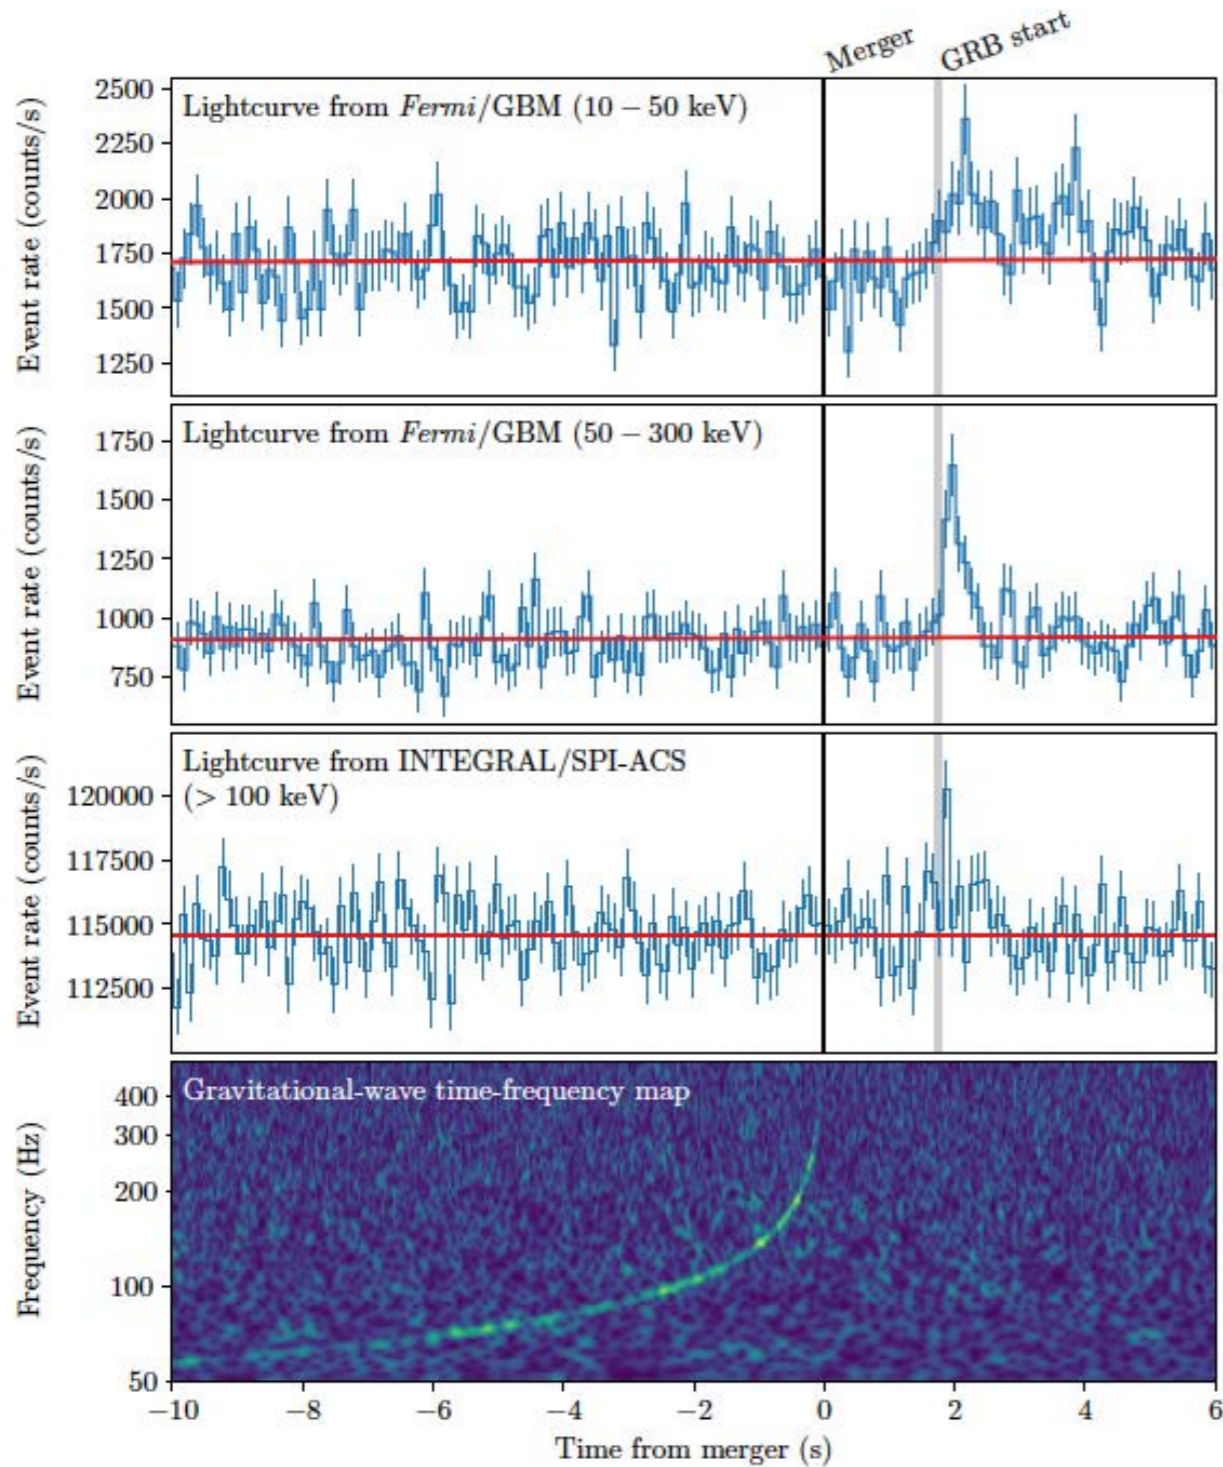 Merger
GRB start
Lightcurve from Fermi/GBM (10 − 50 keV)
Event rate (counts/s)
2500
2250
2000
1750
1500
1250
Lightcurve from Fermi/GBM (50 − 300 keV)
Event rate (counts/s)
1750
1500
1250
1000
750
Lightcurve from INTEGRAL/SPI-ACS
(> 100 keV)
Event rate (counts/s)
120000
117500
115000
112500
Gravitational-wave time-frequency map
Frequency (Hz)
400
300
200
100
50
−10 −8 −6 −4 −2 0 2 4 6
Time from merger (s)